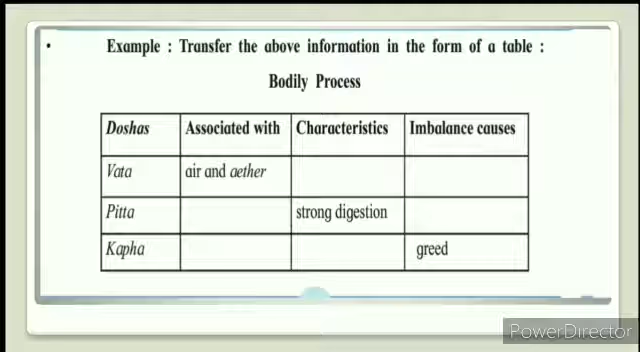 • Example : Transfer the above information in the form of a table :
Bodily Process
Doshas Associated with Characteristics Imbalance causes
Vata air and aether
Pitta strong digestion
Kapha greed
PowerDirector